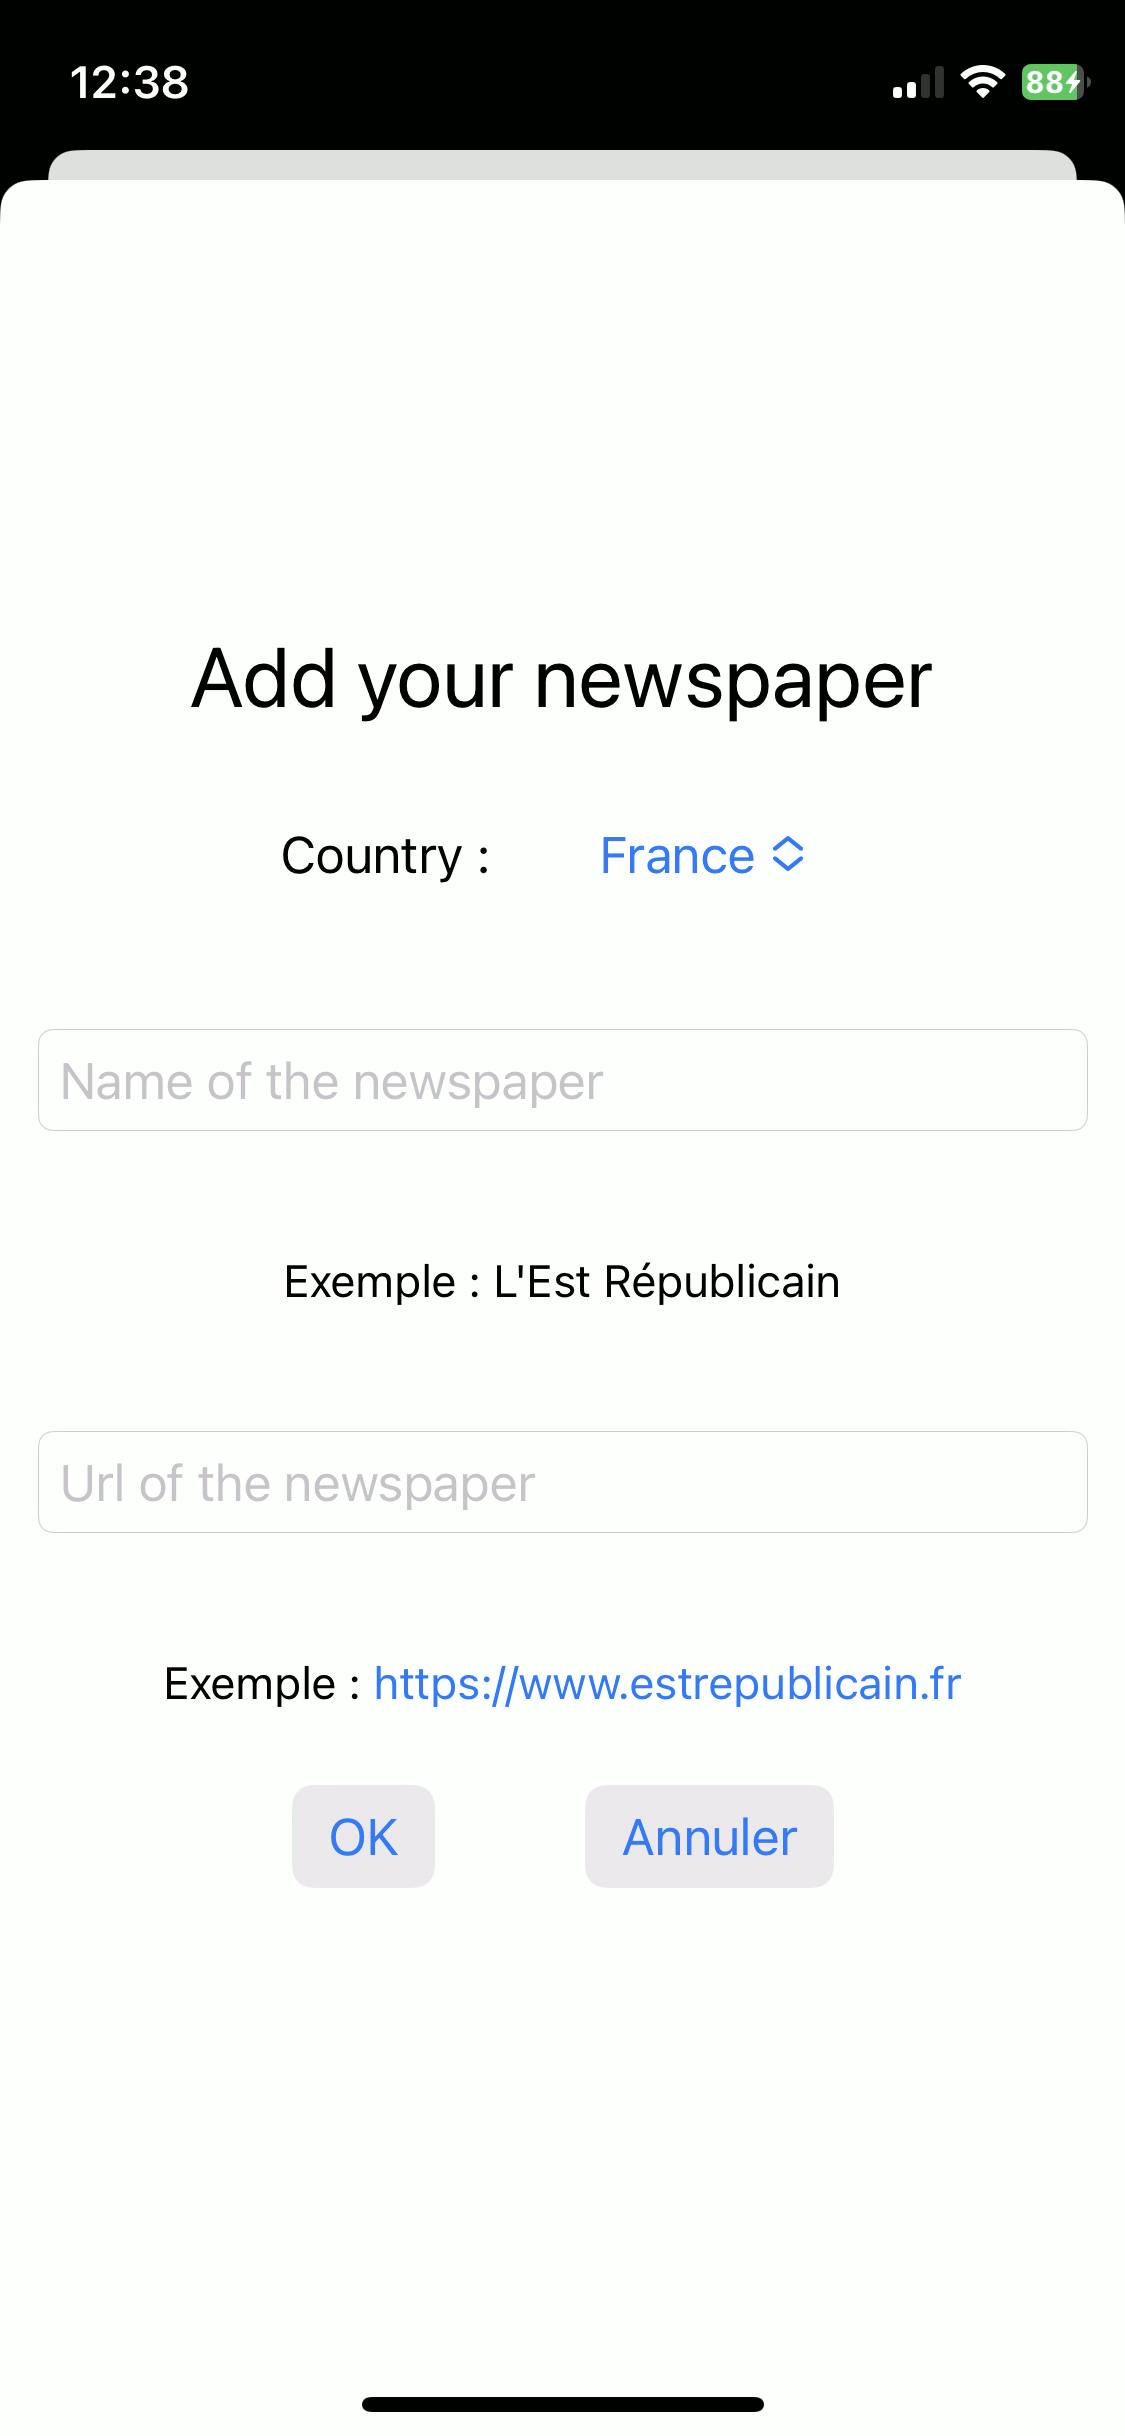 12:38
88
Add your newspaper
Country :
France
Name of the newspaper
Exemple : L'Est Républicain
Url of the newspaper
Exemple : https://www.estrepublicain.fr
OK
Annuler